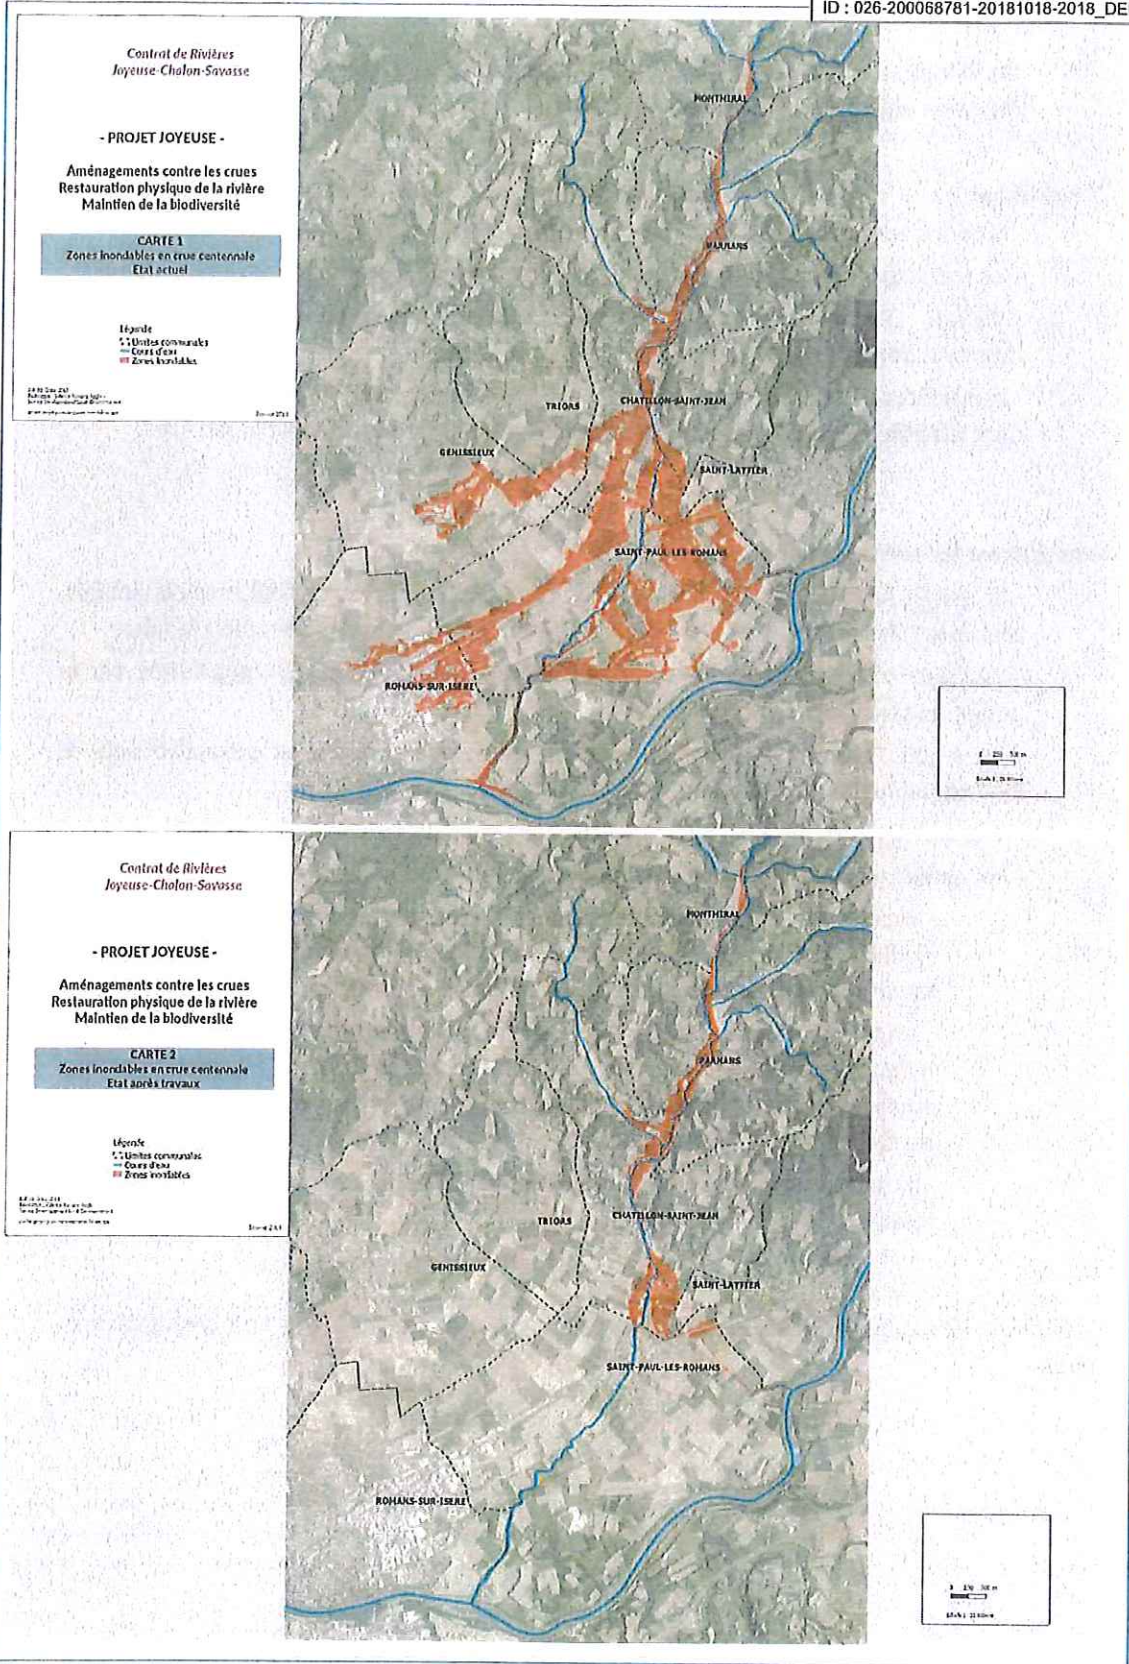 ID : 026-200068781-20181018-2018_DE
Contrat de Rivières
Joyeuse-Chalon-Savasse
- PROJET JOYEUSE -
Aménagements contre les crues
Restauration physique de la rivière
Maintien de la biodiversité
CARTE 1
Zones inondables en crue centennale
Etat actuel
Légende
Limites communales
Cours d'eau
Zones inondables
MONTMIRAL
PARNANS
CHATILLON-SAINT-JEAN
TRIORS
GENISSIEUX
SAINT-LATTIER
SAINT-PAUL-LES-ROMANS
ROMANS-SUR-ISERE
Contrat de Rivières
Joyeuse-Chalon-Savasse
- PROJET JOYEUSE -
Aménagements contre les crues
Restauration physique de la rivière
Maintien de la biodiversité
CARTE 2
Zones inondables en crue centennale
Etat après travaux
Légende
Limites communales
Cours d'eau
Zones inondables
MONTMIRAL
PARNANS
TRIORS
CHATILLON-SAINT-JEAN
GENISSIEUX
SAINT-LATTIER
SAINT-PAUL-LES-ROMANS
ROMANS-SUR-ISERE